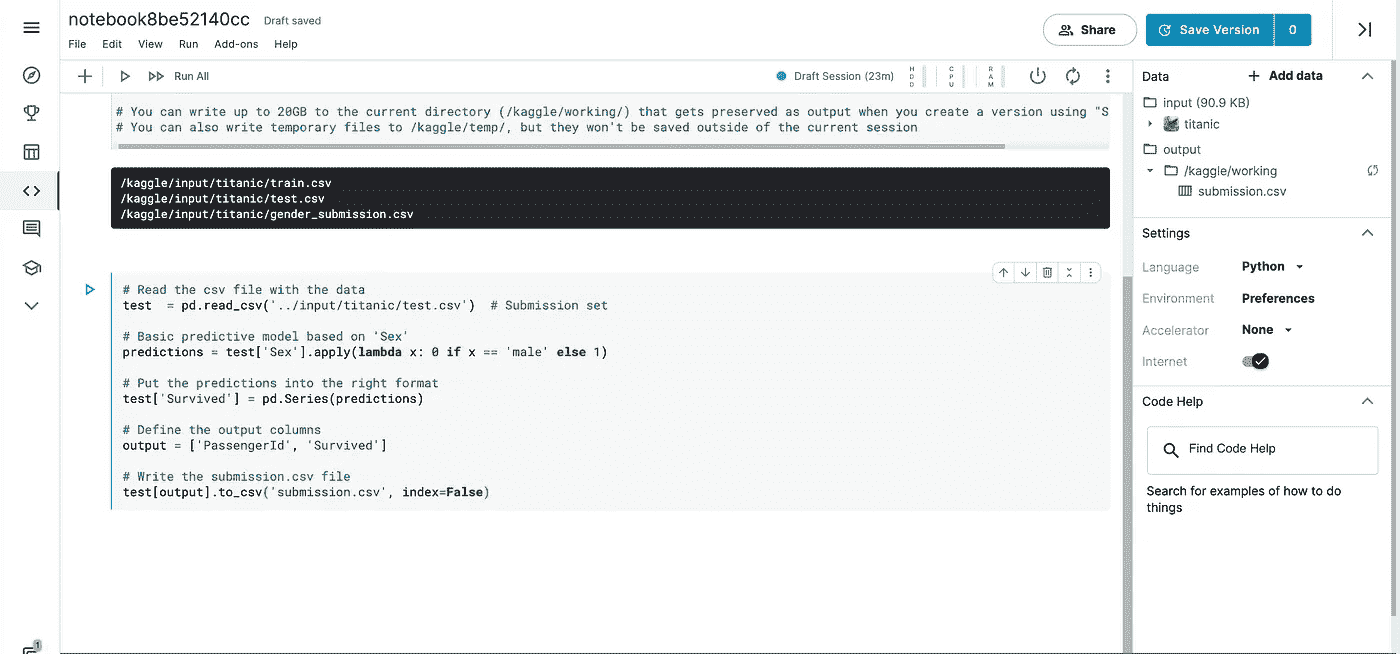 notebook8be52140cc Draft saved
File Edit View Run Add-ons Help
Share
Save Version 0
Run All
Draft Session (23m) HDD CPU RAM
# You can write up to 20GB to the current directory (/kaggle/working/) that gets preserved as output when you create a version using "S
# You can also write temporary files to /kaggle/temp/, but they won't be saved outside of the current session
/kaggle/input/titanic/train.csv
/kaggle/input/titanic/test.csv
/kaggle/input/titanic/gender_submission.csv
# Read the csv file with the data
test  = pd.read_csv('../input/titanic/test.csv')  # Submission set
# Basic predictive model based on 'Sex'
predictions = test['Sex'].apply(lambda x: 0 if x == 'male' else 1)
# Put the predictions into the right format
test['Survived'] = pd.Series(predictions)
# Define the output columns
output = ['PassengerId', 'Survived']
# Write the submission.csv file
test[output].to_csv('submission.csv', index=False)
Data
Add data
input (90.9 KB)
titanic
output
/kaggle/working
submission.csv
Settings
Language Python
Environment Preferences
Accelerator None
Internet
Code Help
Find Code Help
Search for examples of how to do
things
1